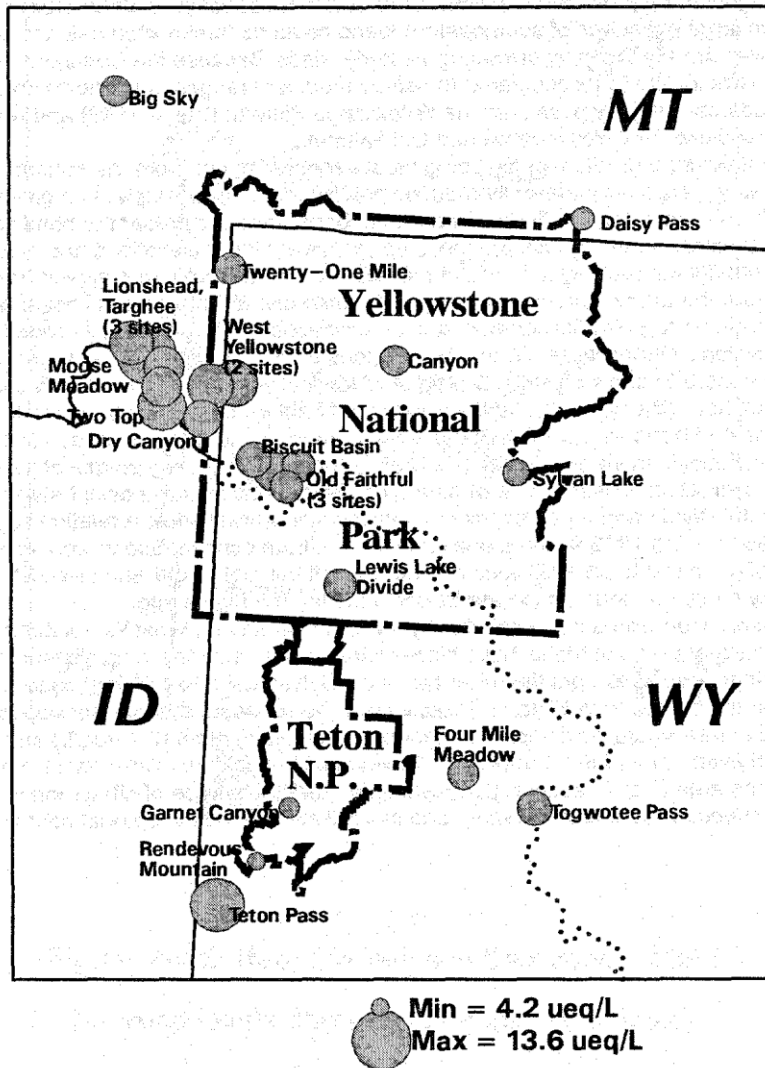 Big Sky
MT
Daisy Pass
Twenty-One Mile
Lionshead,
Targhee
(3 sites)
Yellowstone
West
Yellowstone
(2 sites)
Moose
Meadow
Canyon
Two Top
National
Dry Canyon
Biscuit Basin
Old Faithful
(3 sites)
Sylvan Lake
Park
Lewis Lake
Divide
ID
WY
Teton
N.P.
Four Mile
Meadow
Garnet Canyon
Togwotee Pass
Rendevous
Mountain
Teton Pass
Min = 4.2 ueq/L
Max = 13.6 ueq/L